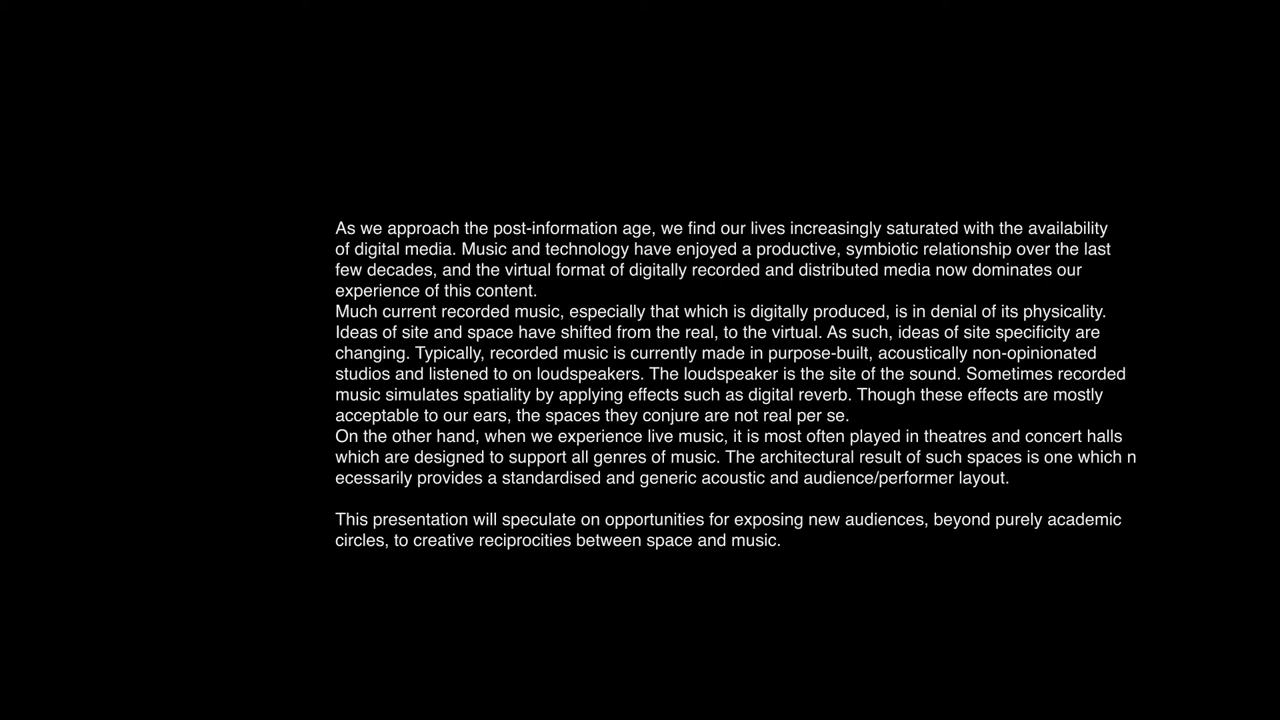 As we approach the post-information age, we find our lives increasingly saturated with the availability
of digital media. Music and technology have enjoyed a productive, symbiotic relationship over the last
few decades, and the virtual format of digitally recorded and distributed media now dominates our
experience of this content.
Much current recorded music, especially that which is digitally produced, is in denial of its physicality.
Ideas of site and space have shifted from the real, to the virtual. As such, ideas of site specificity are
changing. Typically, recorded music is currently made in purpose-built, acoustically non-opinionated
studios and listened to on loudspeakers. The loudspeaker is the site of the sound. Sometimes recorded
music simulates spatiality by applying effects such as digital reverb. Though these effects are mostly
acceptable to our ears, the spaces they conjure are not real per se.
On the other hand, when we experience live music, it is most often played in theatres and concert halls
which are designed to support all genres of music. The architectural result of such spaces is one which n
ecessarily provides a standardised and generic acoustic and audience/performer layout.
This presentation will speculate on opportunities for exposing new audiences, beyond purely academic
circles, to creative reciprocities between space and music.